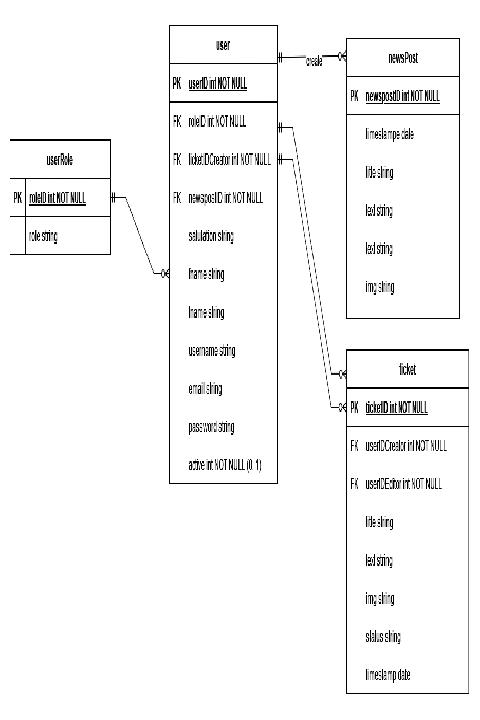 user
PK userID int NOT NULL
FK roleID int NOT NULL
FK ticketIDCreator int NOT NULL
FK newspostID int NOT NULL
salutation string
fname string
fname string
username string
email string
password string
active int NOT NULL (0, 1)
create
newsPost
PK newspostID int NOT NULL
timestampe date
title string
text string
text string
img string
userRole
PK roleID int NOT NULL
role string
ticket
PK ticketID int NOT NULL
FK userIDCreator int NOT NULL
FK userIDEditor int NOT NULL
title string
text string
img string
status string
timestamp date